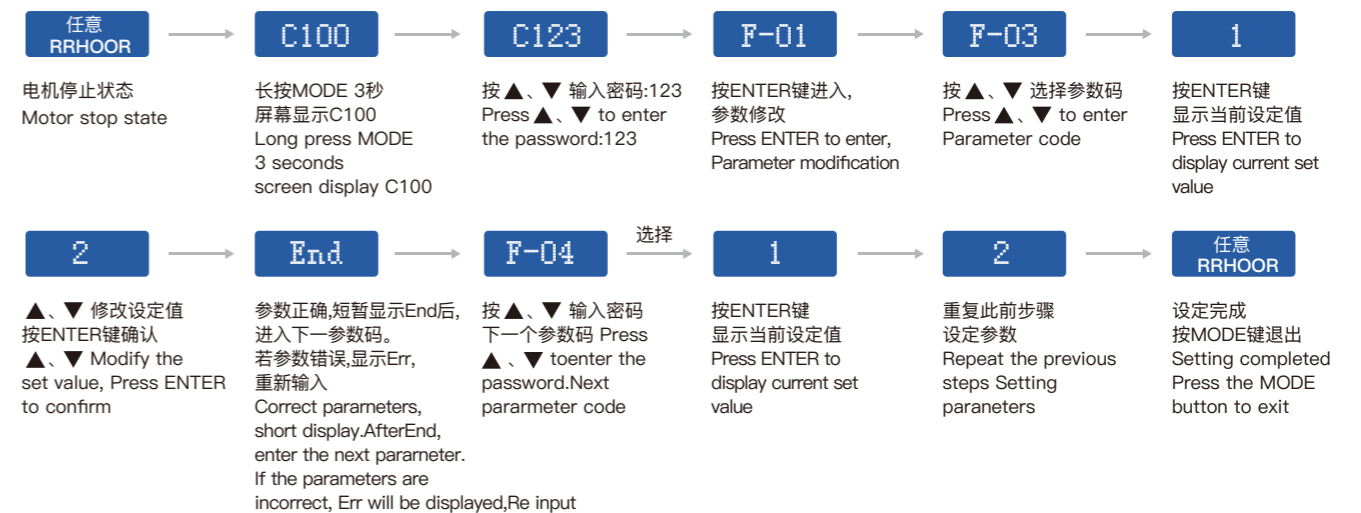 任意
RRHOOR
C100
C123
F-01
F-03
1
电机停止状态
Motor stop state
长按MODE 3秒
屏幕显示C100
Long press MODE
3 seconds
screen display C100
按▲、▼ 输入密码:123
Press▲、▼ to enter
the password:123
按ENTER键进入,
参数修改
Press ENTER to enter,
Parameter modification
按▲、▼ 选择参数码
Press▲、▼ to enter
Parameter code
按ENTER键
显示当前设定值
Press ENTER to
display current set
value
2
End
F-04
选择
1
2
任意
RRHOOR
▲、▼ 修改设定值
按ENTER键确认
▲、▼ Modify the
set value, Press ENTER
to confirm
参数正确,短暂显示End后,
进入下一参数码。
若参数错误,显示Err,
重新输入
Correct pararneters,
short display.AfterEnd,
enter the next pararneter.
If the parameters are
incorrect, Err will be displayed,Re input
按▲、▼ 输入密码
下一个参数码 Press
▲、▼ toenter the
password.Next
pararmeter code
按ENTER键
显示当前设定值
Press ENTER to
display current set
value
重复此前步骤
设定参数
Repeat the previous
steps Setting
paraneters
设定完成
按MODE键退出
Setting completed
Press the MODE
button to exit